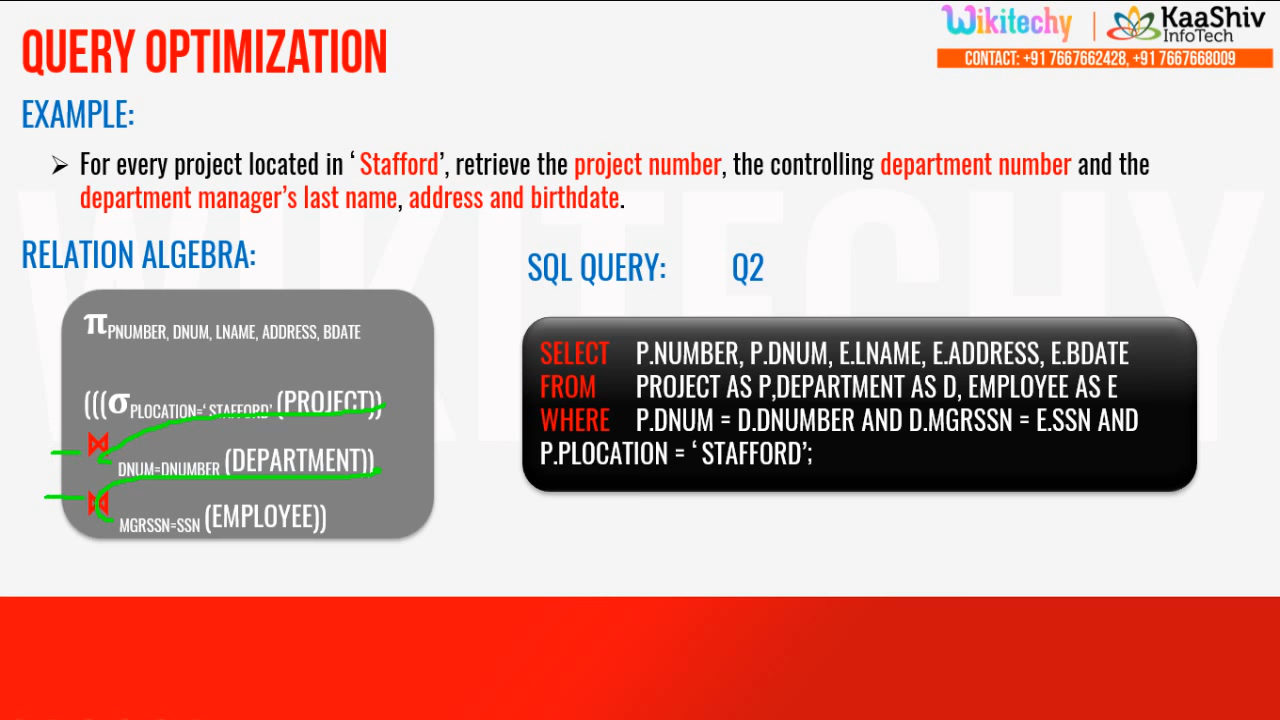 Wikitechy | KaaShiv InfoTech
CONTACT: +91 7667662428, +91 7667668009
QUERY OPTIMIZATION
EXAMPLE:
➢ For every project located in ‘ Stafford’, retrieve the project number, the controlling department number and the
department manager’s last name, address and birthdate.
RELATION ALGEBRA:
π PNUMBER, DNUM, LNAME, ADDRESS, BDATE
(((σ PLOCATION=‘ STAFFORD’ (PROJECT))
⋈
DNUM=DNUMBER (DEPARTMENT))
⋈
MGRSSN=SSN (EMPLOYEE))
SQL QUERY: Q2
SELECT P.NUMBER, P.DNUM, E.LNAME, E.ADDRESS, E.BDATE
FROM PROJECT AS P,DEPARTMENT AS D, EMPLOYEE AS E
WHERE P.DNUM = D.DNUMBER AND D.MGRSSN = E.SSN AND
P.PLOCATION = ‘ STAFFORD’;
WIKITECHY